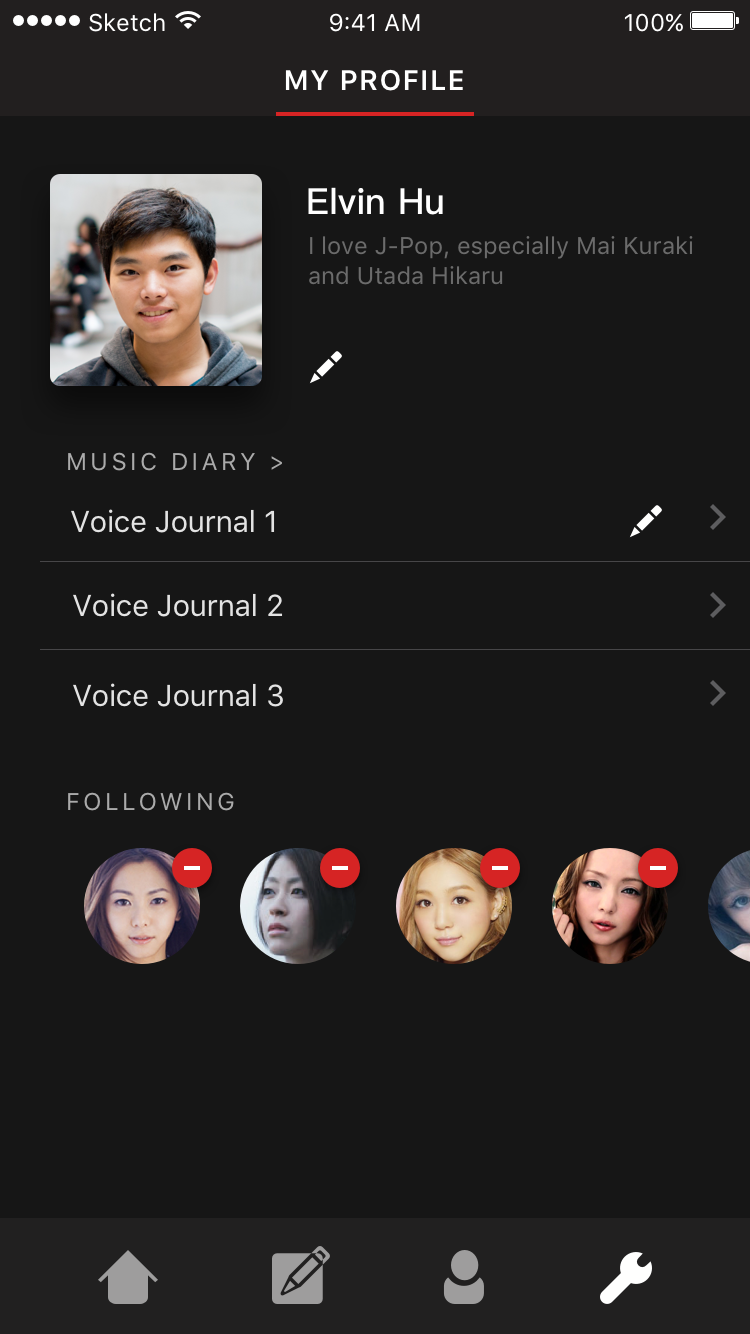 Sketch 9:41 AM 100%
MY PROFILE
Elvin Hu
I love J-Pop, especially Mai Kuraki
and Utada Hikaru
MUSIC DIARY >
Voice Journal 1
Voice Journal 2
Voice Journal 3
FOLLOWING